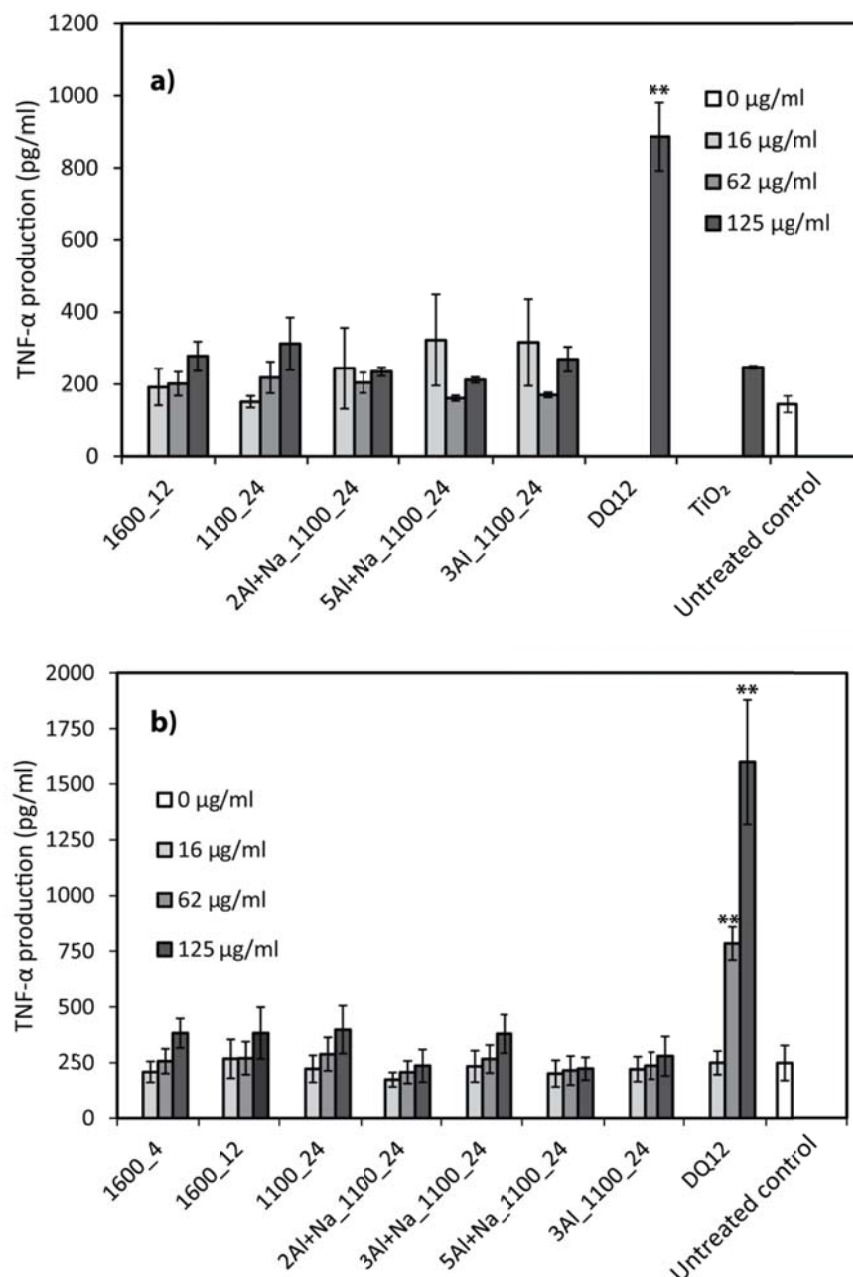 1200
a)
**
1000
0 µg/ml
16 µg/ml
800
62 µg/ml
125 µg/ml
600
400
200
0
TNF-α production (pg/ml)
1600_12
1100_24
2Al+Na_1100_24
5Al+Na_1100_24
3Al_1100_24
DQ12
TiO₂
Untreated control
2000
b)
**
1750
0 µg/ml
1500
16 µg/ml
1250
62 µg/ml
1000
125 µg/ml
**
750
500
250
0
TNF-α production (pg/ml)
1600_4
1600_12
1100_24
2Al+Na_1100_24
3Al+Na_1100_24
5Al+Na_1100_24
3Al_1100_24
DQ12
Untreated control